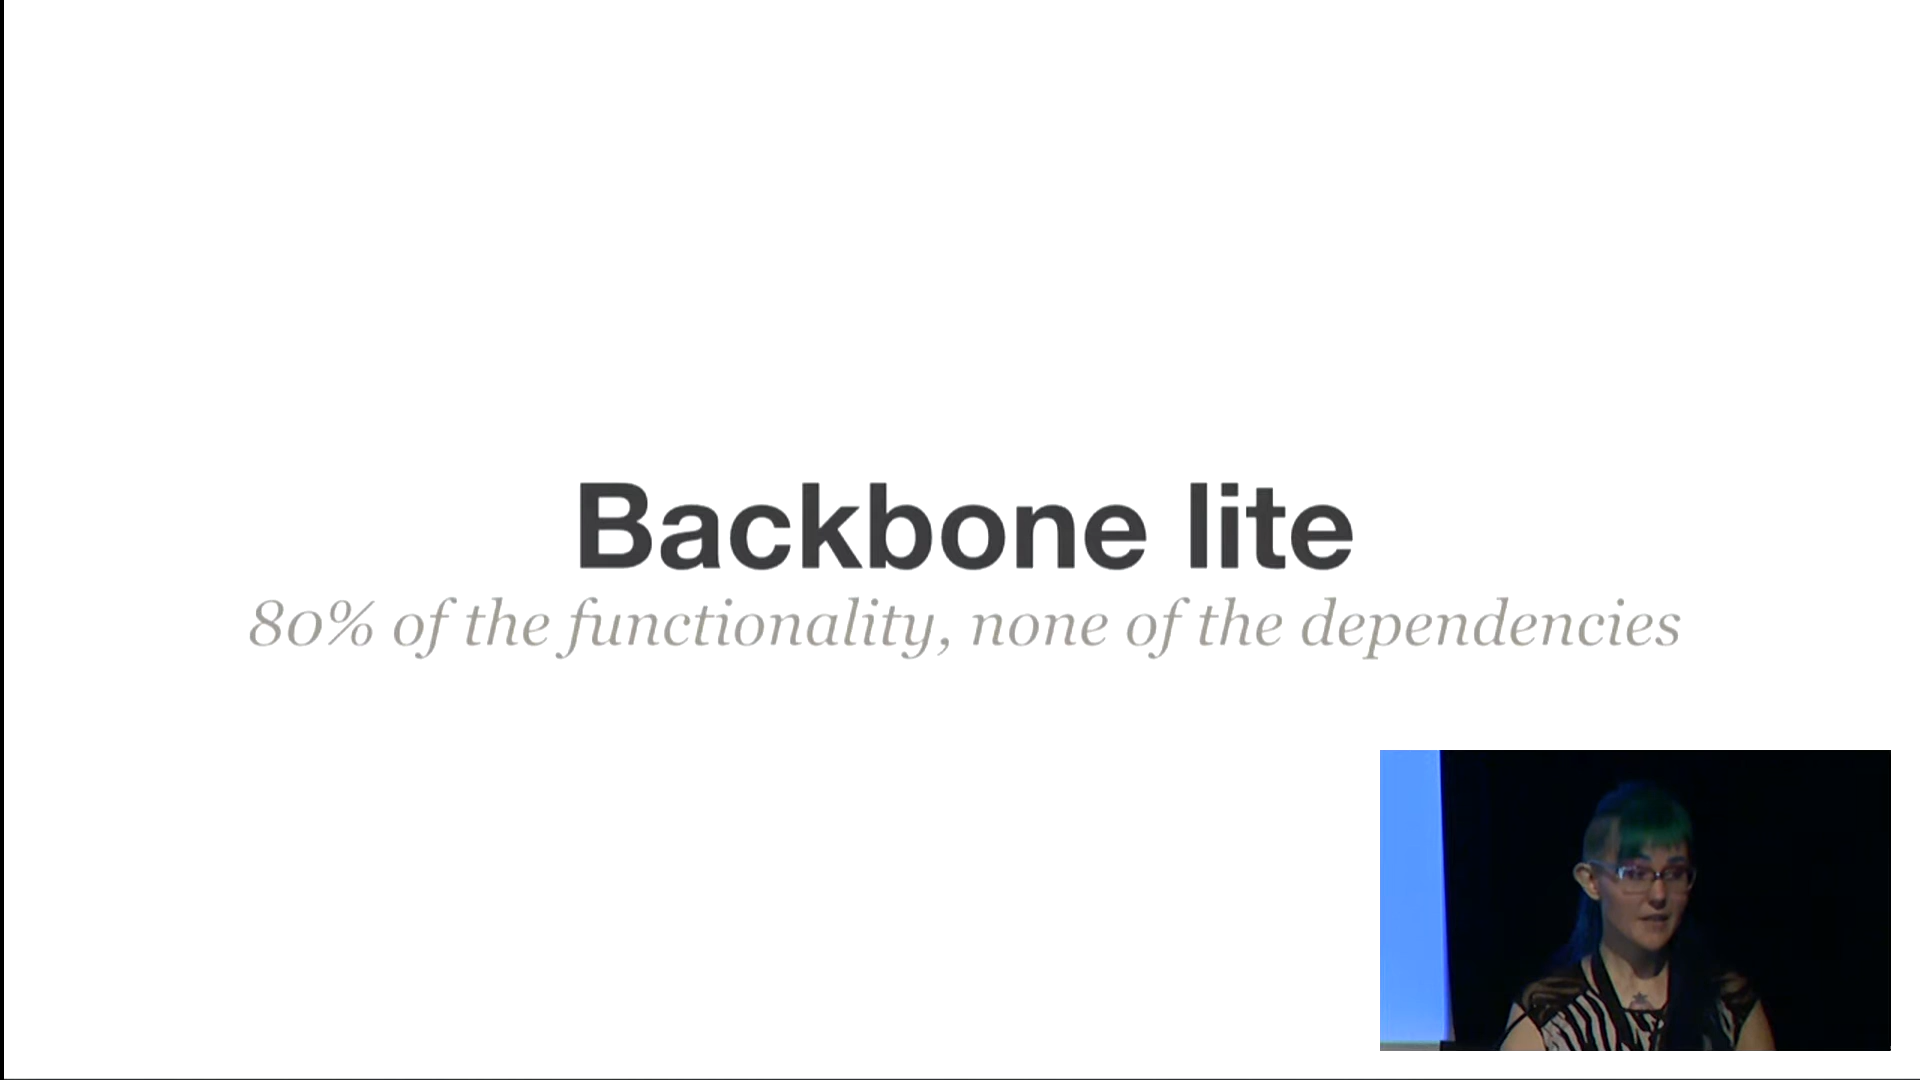 Backbone lite
80% of the functionality, none of the dependencies